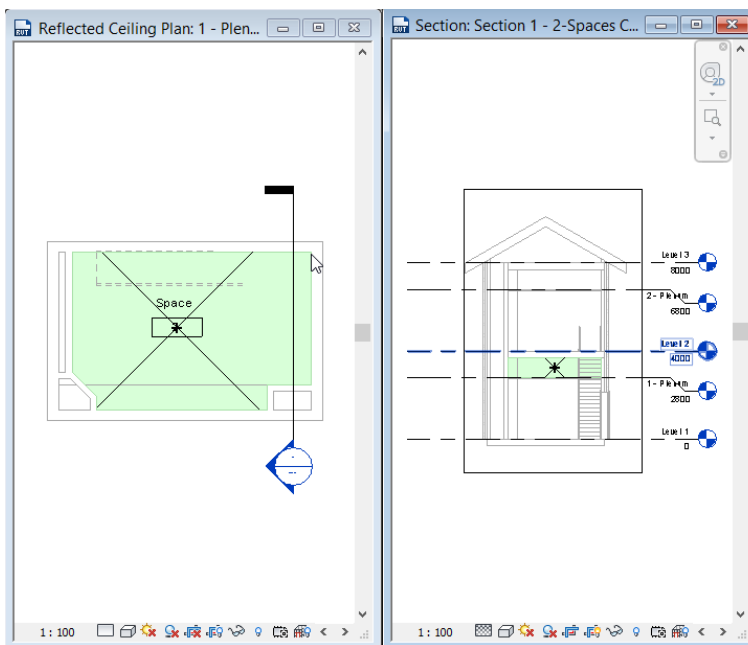 Reflected Ceiling Plan: 1 - Plen...
Space
1 : 100
Section: Section 1 - 2-Spaces C...
2D
Level 3
8000
2 - Plenum
6800
Level 2
4000
1 - Plenum
2800
Level 1
0
1 : 100